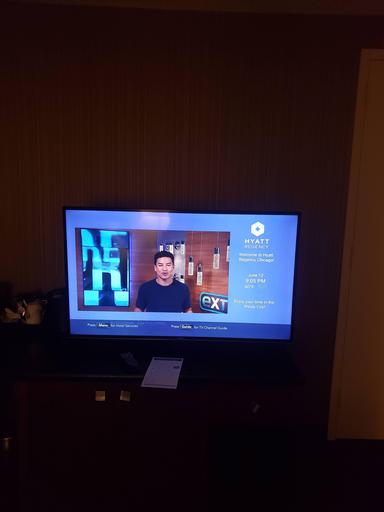 HYATT
REGENCY
Welcome to Hyatt
Regency Chicago!
June 12
9:05 PM
Enjoy your time in the
Windy City!
eXT
Press Menu for Hotel Services
Press Guide for TV Channel Guide